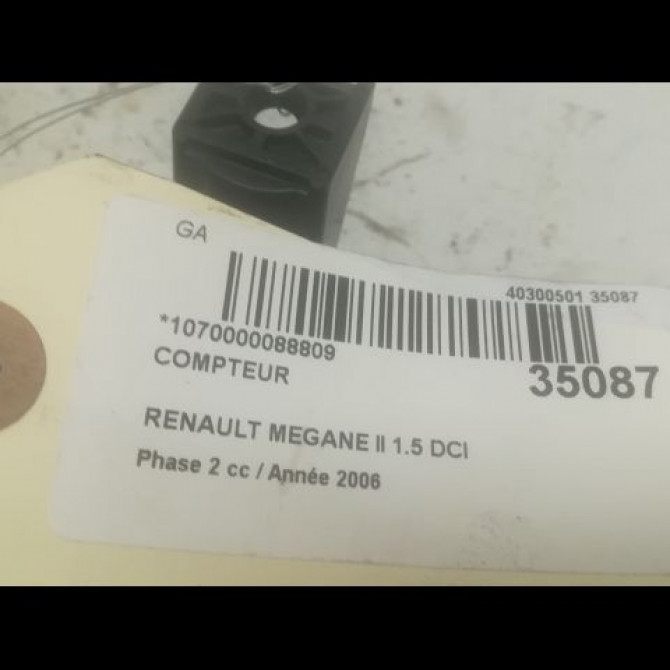 GA
40300501 35087
*1070000088809
COMPTEUR
35087
RENAULT MEGANE II 1.5 DCI
Phase 2 cc / Année 2006